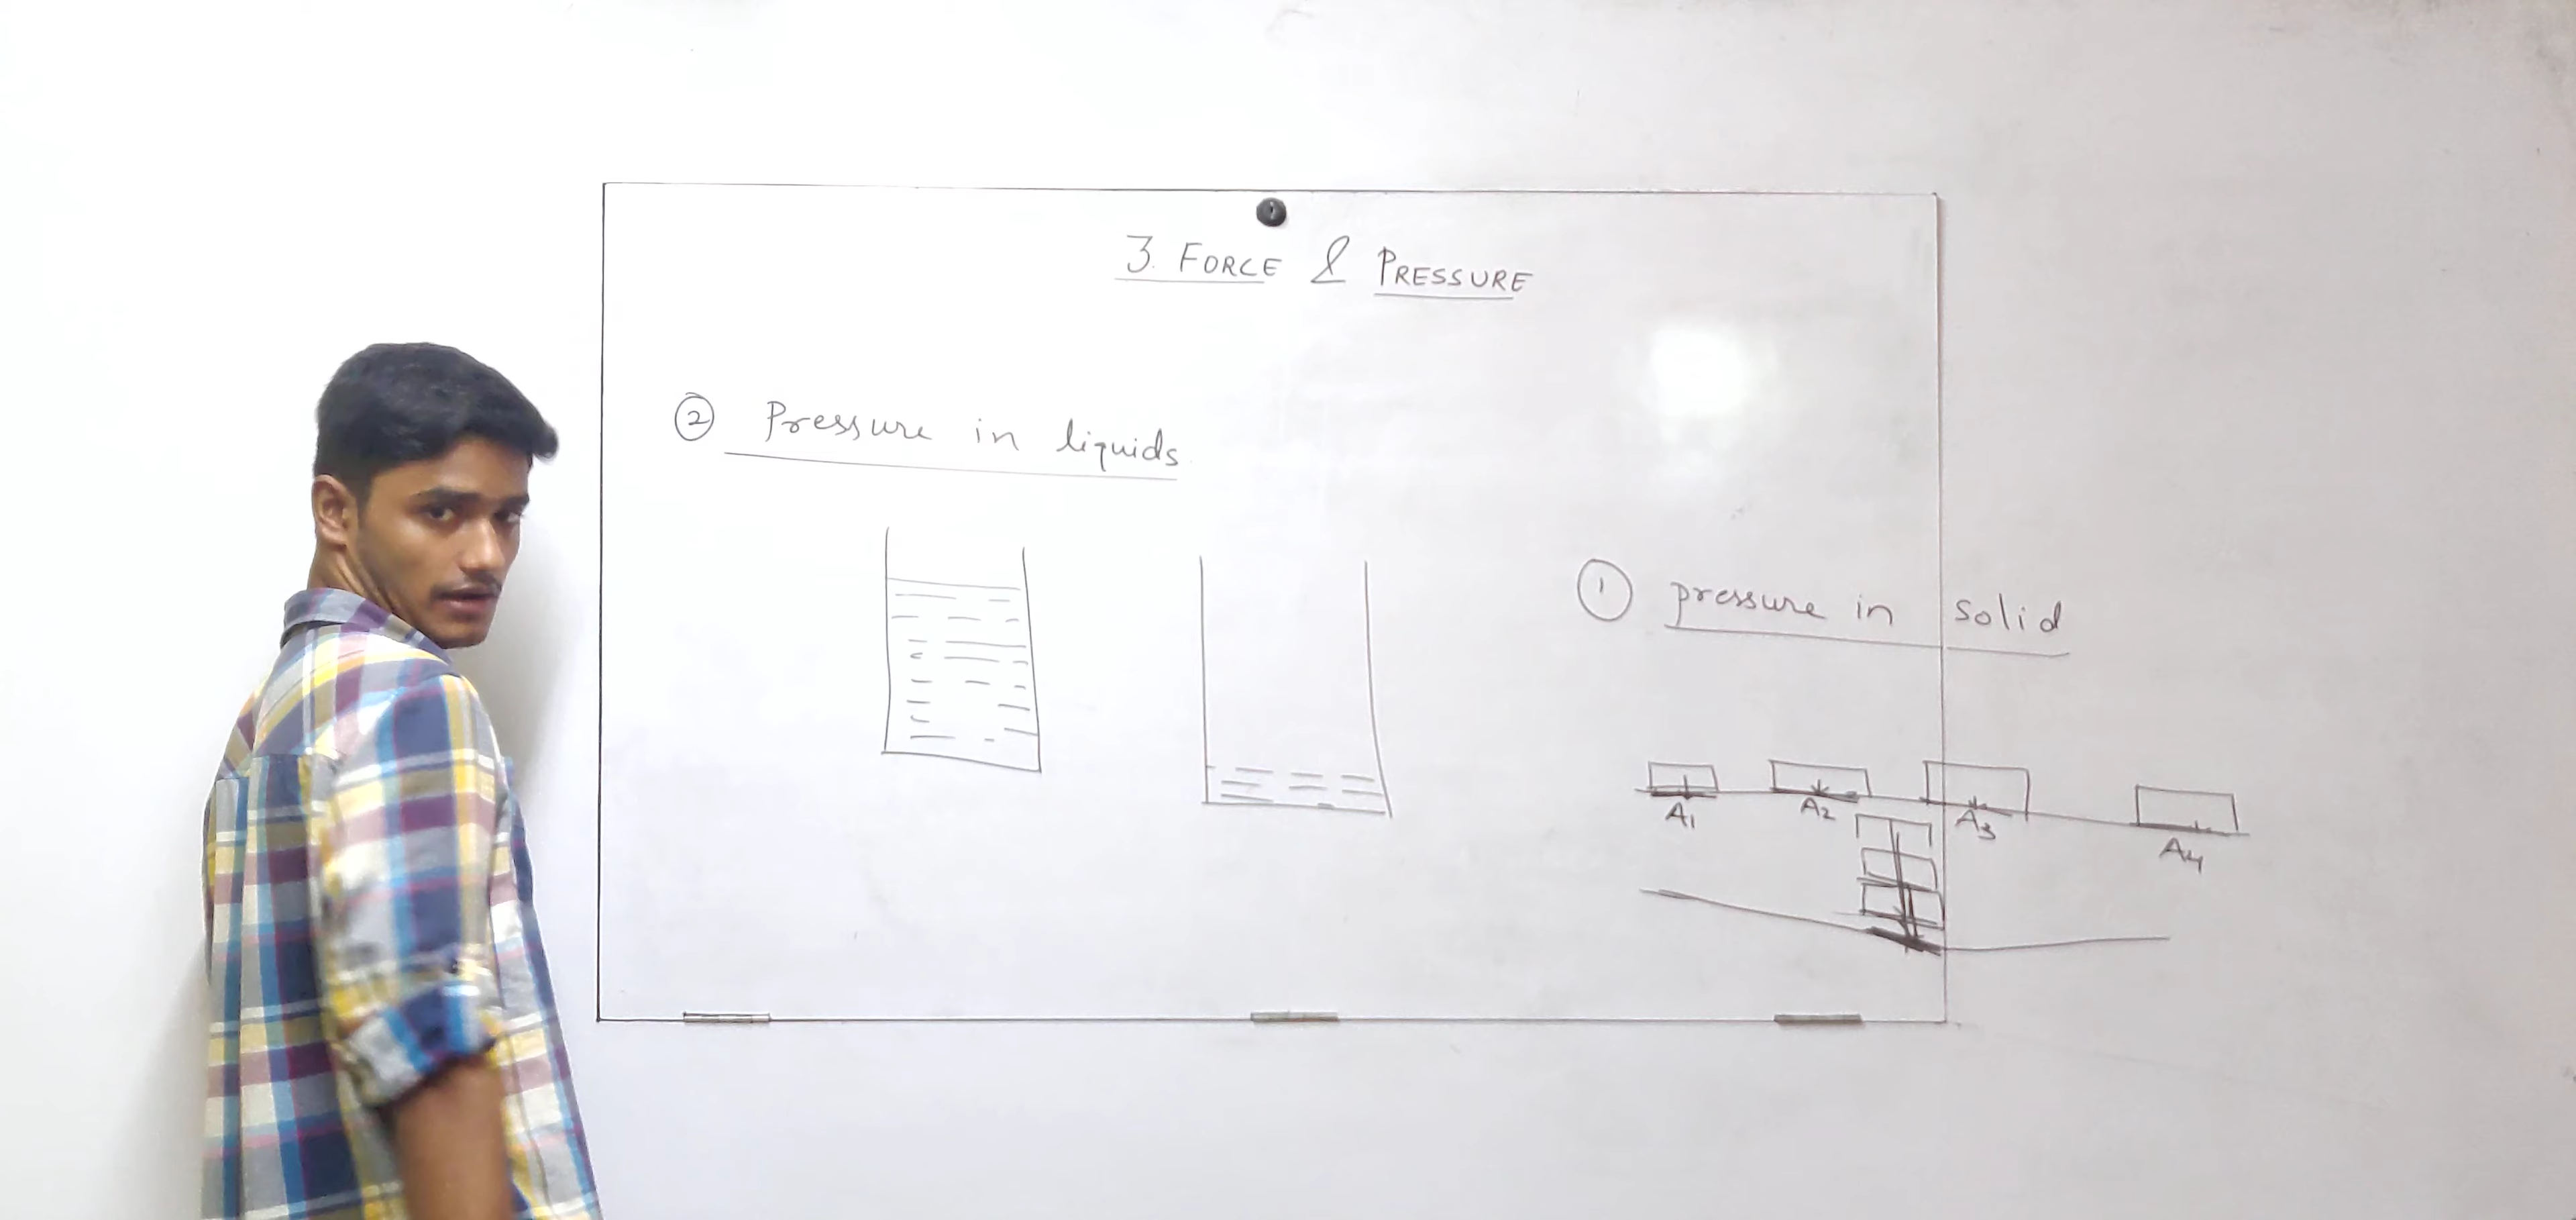 3. FORCE & PRESSURE
② Pressure in liquids
① pressure in solid
A1 A2 A3 A4